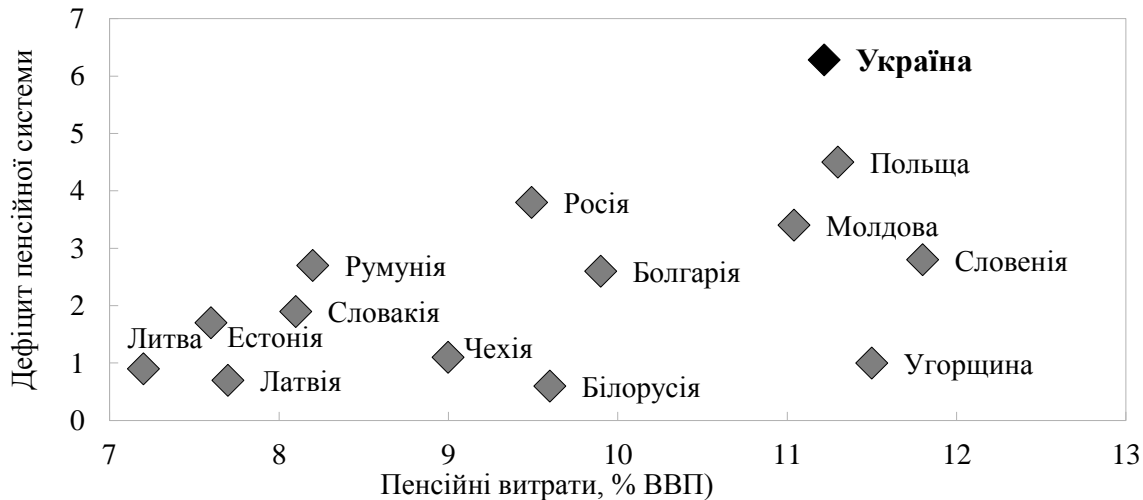 Дефіцит пенсійної системи
7
6
5
4
3
2
1
0
Україна
Польща
Росія
Молдова
Румунія
Болгарія
Словенія
Словакія
Литва
Естонія
Чехія
Угорщина
Латвія
Білорусія
7 8 9 10 11 12 13
Пенсійні витрати, % ВВП)